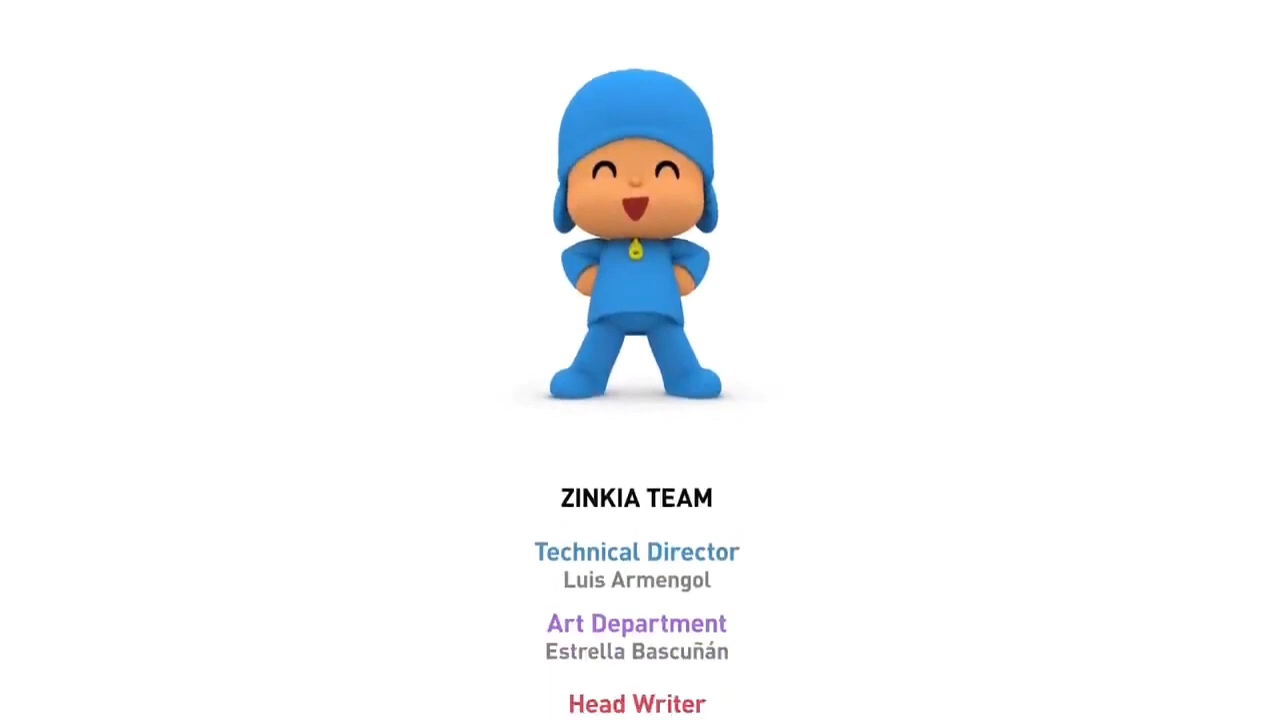 ZINKIA TEAM
Technical Director
Luis Armengol
Art Department
Estrella Bascuñán
Head Writer